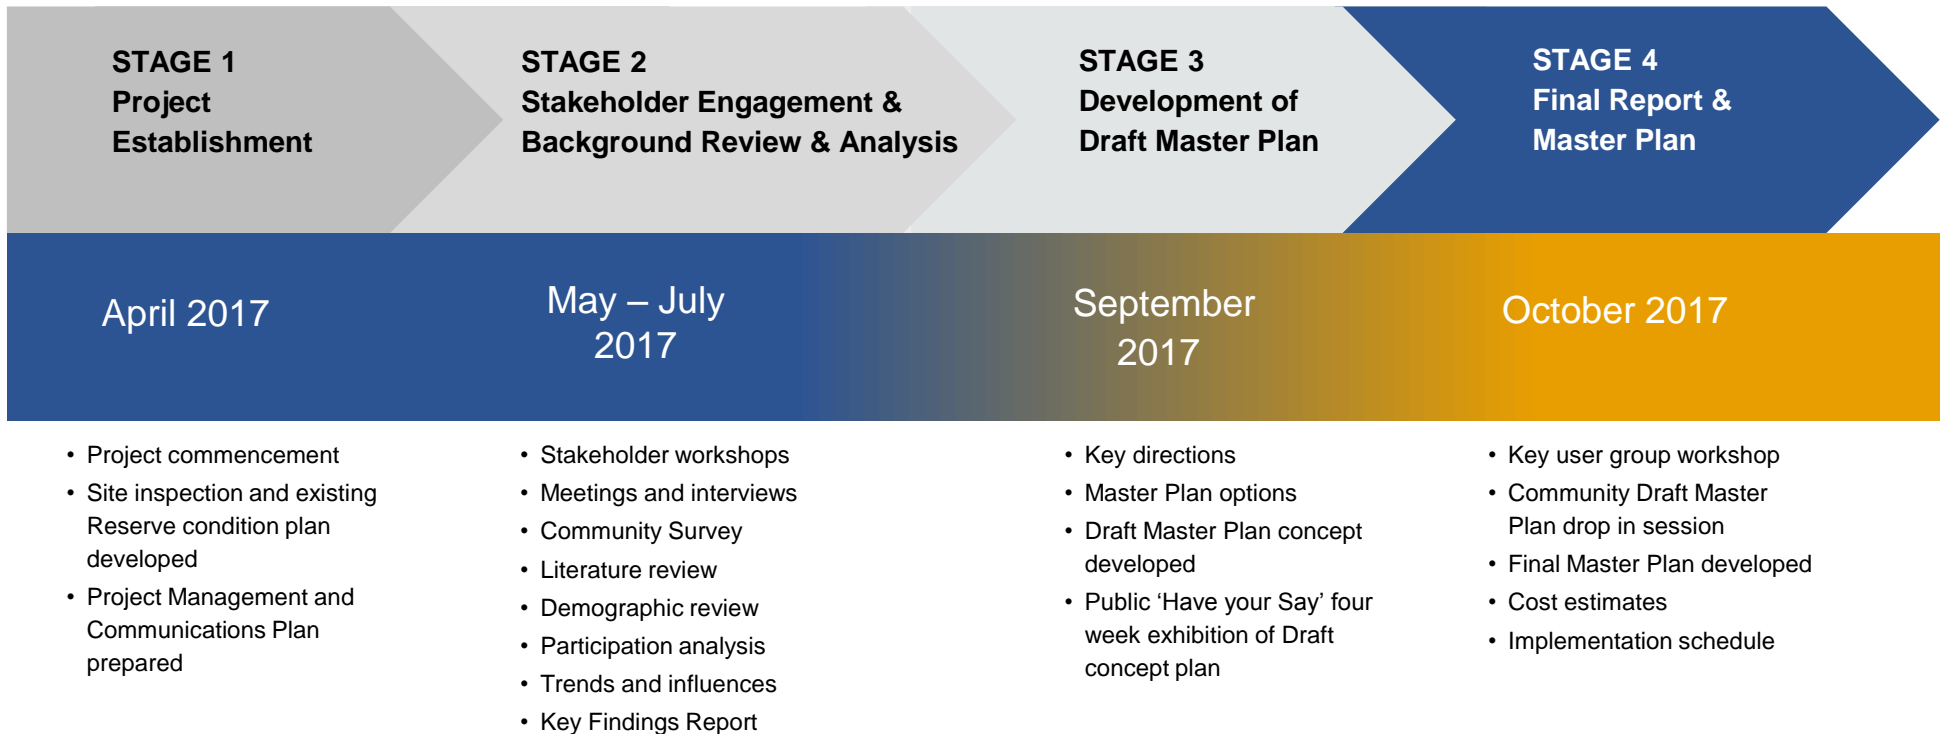 STAGE 1
Project
Establishment
STAGE 2
Stakeholder Engagement &
Background Review & Analysis
STAGE 3
Development of
Draft Master Plan
STAGE 4
Final Report &
Master Plan
April 2017
May – July
2017
September
2017
October 2017
• Project commencement
• Site inspection and existing
Reserve condition plan
developed
• Project Management and
Communications Plan
prepared
• Stakeholder workshops
• Meetings and interviews
• Community Survey
• Literature review
• Demographic review
• Participation analysis
• Trends and influences
• Key Findings Report
• Key directions
• Master Plan options
• Draft Master Plan concept
developed
• Public ‘Have your Say’ four
week exhibition of Draft
concept plan
• Key user group workshop
• Community Draft Master
Plan drop in session
• Final Master Plan developed
• Cost estimates
• Implementation schedule